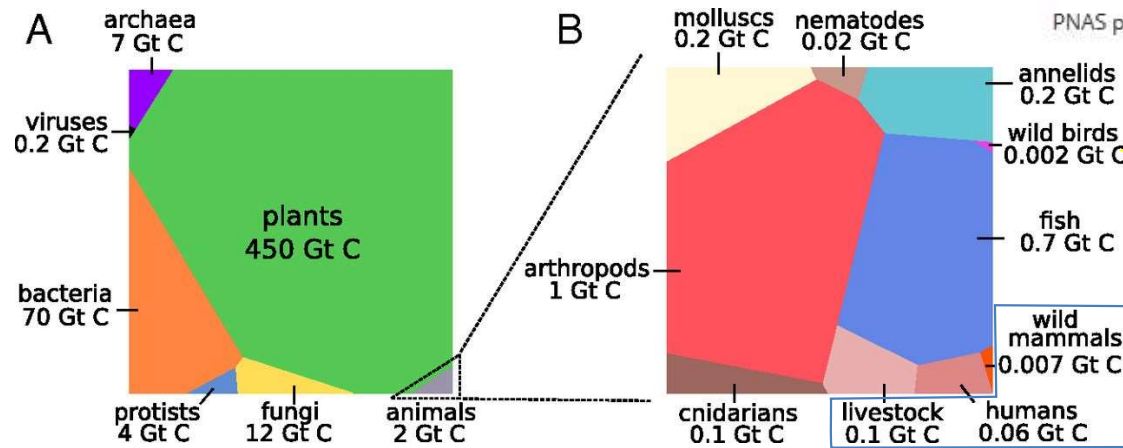 A
archaea
7 Gt C
viruses
0.2 Gt C
plants
450 Gt C
bacteria
70 Gt C
protists
4 Gt C
fungi
12 Gt C
animals
2 Gt C
B
PNAS p
molluscs
0.2 Gt C
nematodes
0.02 Gt C
annelids
0.2 Gt C
wild birds
0.002 Gt C
fish
0.7 Gt C
arthropods
1 Gt C
wild
mammals
0.007 Gt C
cnidarians
0.1 Gt C
livestock
0.1 Gt C
humans
0.06 Gt C